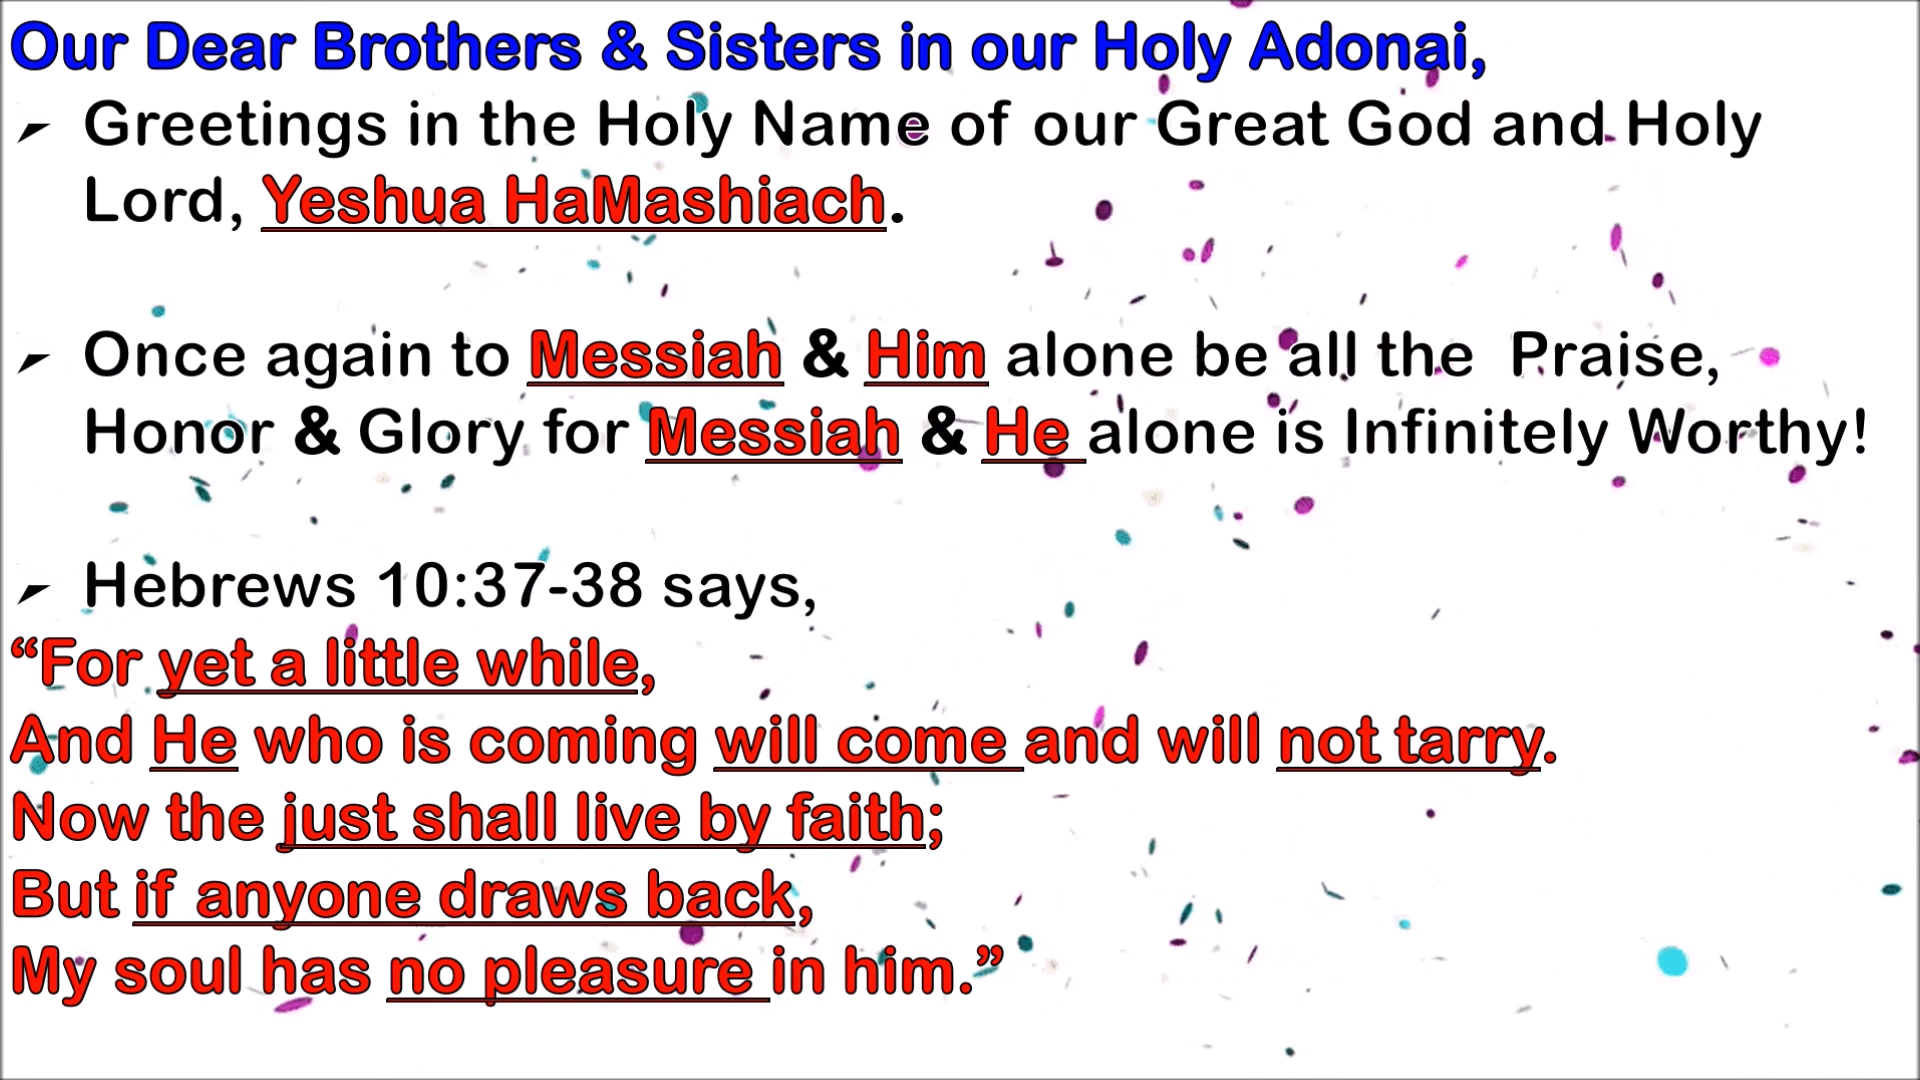 Our Dear Brothers & Sisters in our Holy Adonai,
Greetings in the Holy Name of our Great God and Holy
Lord, Yeshua HaMashiach.
Once again to Messiah & Him alone be all the  Praise,
Honor & Glory for Messiah & He alone is Infinitely Worthy!
Hebrews 10:37-38 says,
“For yet a little while,
And He who is coming will come and will not tarry.
Now the just shall live by faith;
But if anyone draws back,
My soul has no pleasure in him.”